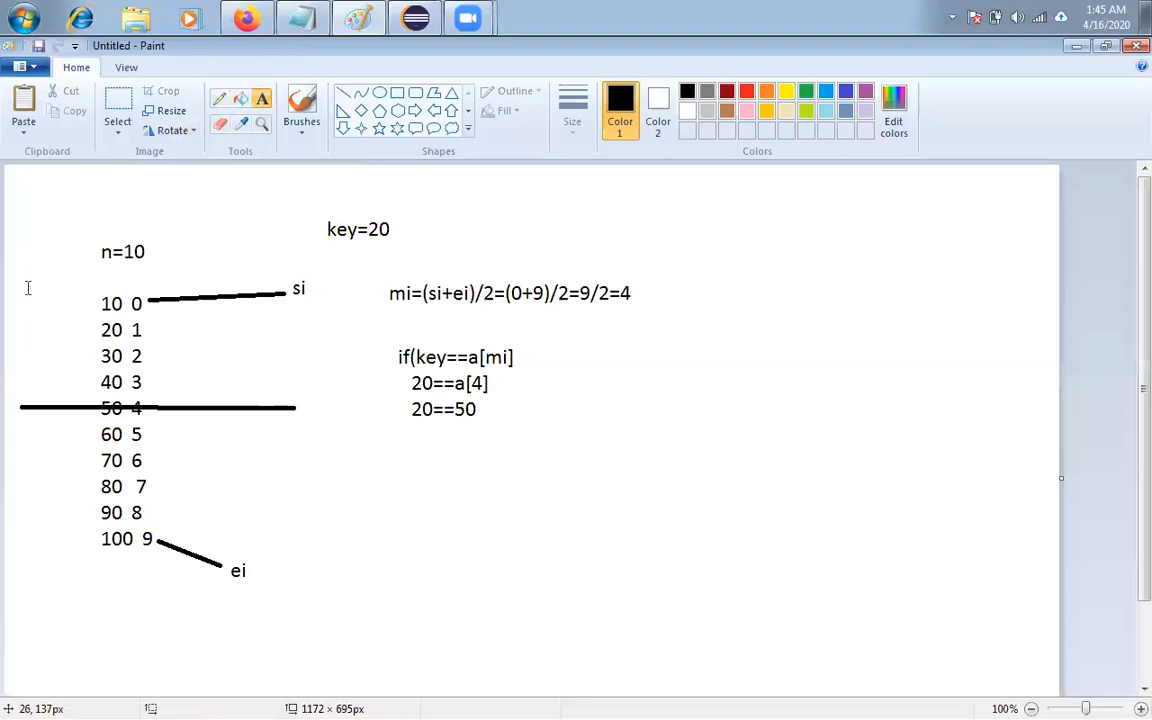 1:45 AM
4/16/2020
Untitled - Paint
Home View
Paste
Cut
Copy
Clipboard
Select
Crop
Resize
Rotate
Image
A
Tools
Brushes
Outline
Fill
Shapes
Size
Color 1
Color 2
Edit colors
Colors
key=20
n=10
si
10 0
mi=(si+ei)/2=(0+9)/2=9/2=4
20 1
30 2
if(key==a[mi]
40 3
20==a[4]
50 4
20==50
60 5
70 6
80 7
90 8
100 9
ei
26, 137px
1172 × 695px
100%